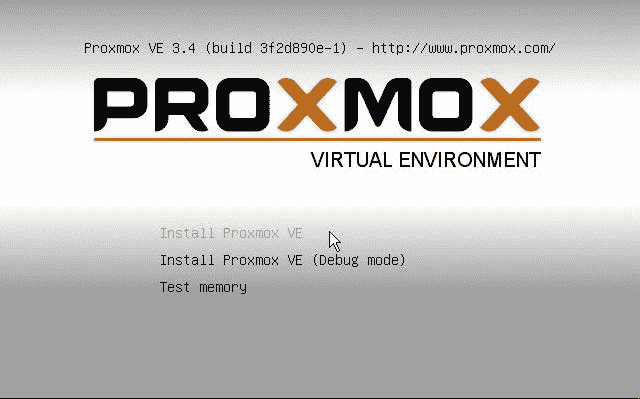 Proxmox VE 3.4 (build 3f2d890e-1) - http://www.proxmox.com/
PROXMOX
VIRTUAL ENVIRONMENT
Install Proxmox VE
Install Proxmox VE (Debug mode)
Test memory